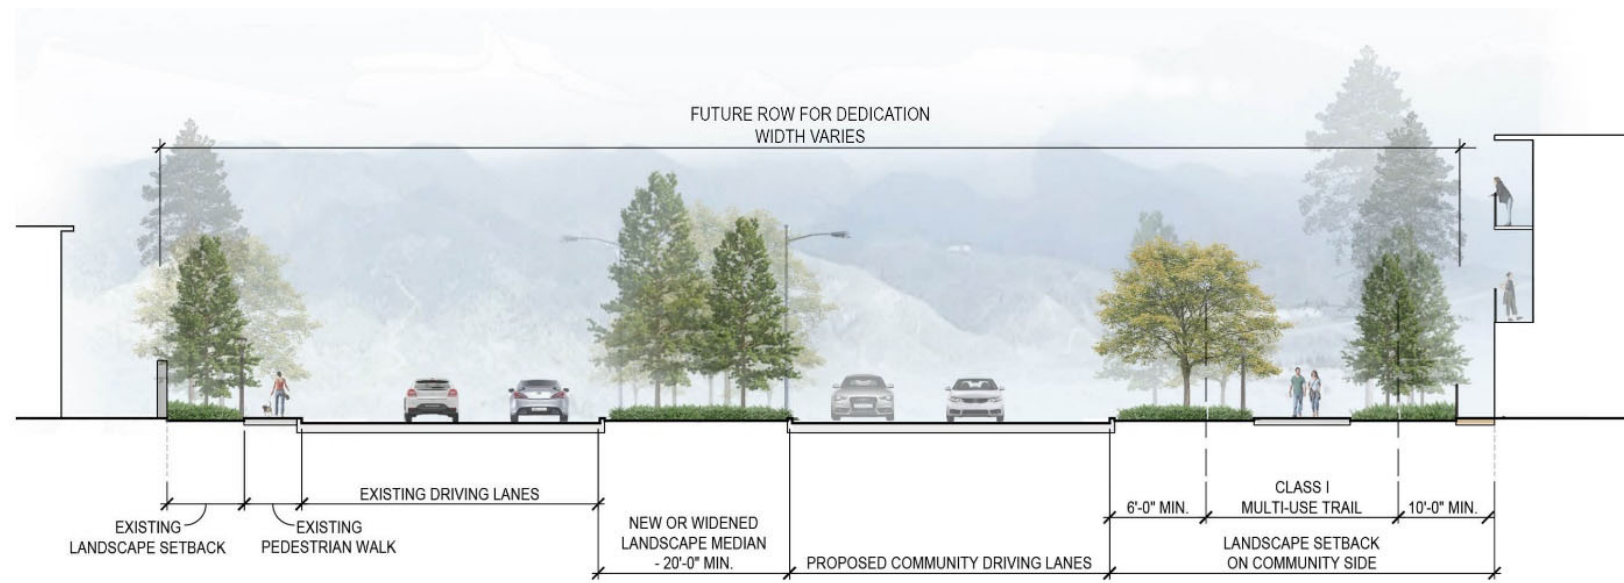 FUTURE ROW FOR DEDICATION
WIDTH VARIES
EXISTING DRIVING LANES
EXISTING
LANDSCAPE SETBACK
EXISTING
PEDESTRIAN WALK
NEW OR WIDENED
LANDSCAPE MEDIAN
- 20'-0" MIN.
PROPOSED COMMUNITY DRIVING LANES
6'-0" MIN.
CLASS I
MULTI-USE TRAIL
10'-0" MIN.
LANDSCAPE SETBACK
ON COMMUNITY SIDE